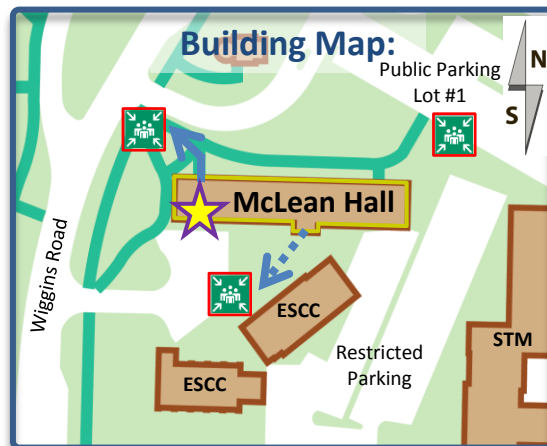 Building Map:
N
S
Public Parking
Lot #1
McLean Hall
Wiggins Road
ESCC
STM
Restricted
Parking
ESCC